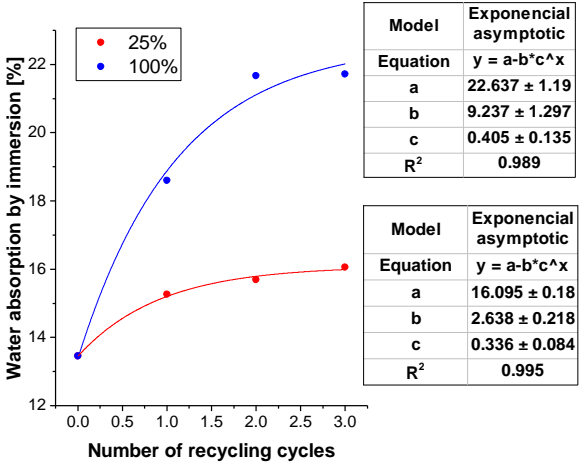 Water absorption by immersion [%]
22
20
18
16
14
12
25%
100%
0.0 0.5 1.0 1.5 2.0 2.5 3.0
Number of recycling cycles
Model Exponencial
asymptotic
Equation y = a-b*c^x
a 22.637 ± 1.19
b 9.237 ± 1.297
c 0.405 ± 0.135
R² 0.989
Model Exponencial
asymptotic
Equation y = a-b*c^x
a 16.095 ± 0.18
b 2.638 ± 0.218
c 0.336 ± 0.084
R² 0.995